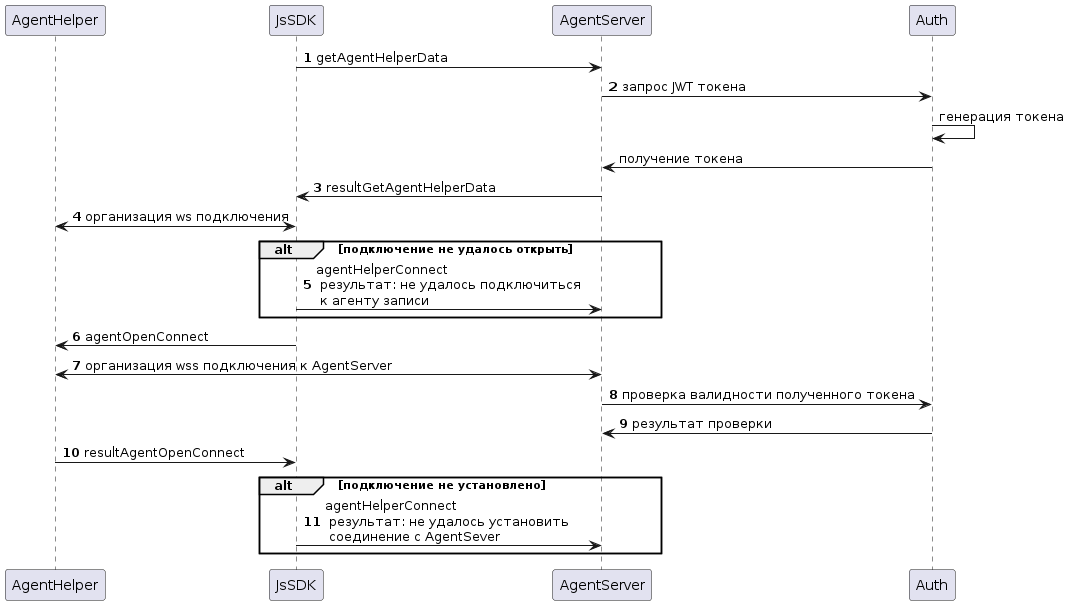 AgentHelper JsSDK AgentServer Auth
1 getAgentHelperData
2 запрос JWT токена
генерация токена
получение токена
3 resultGetAgentHelperData
4 организация ws подключения
alt [подключение не удалось открыть]
agentHelperConnect
5 результат: не удалось подключиться
к агенту записи
6 agentOpenConnect
7 организация wss подключения к AgentServer
8 проверка валидности полученного токена
9 результат проверки
10 resultAgentOpenConnect
alt [подключение не установлено]
agentHelperConnect
11 результат: не удалось установить
соединение с AgentSever
AgentHelper JsSDK AgentServer Auth